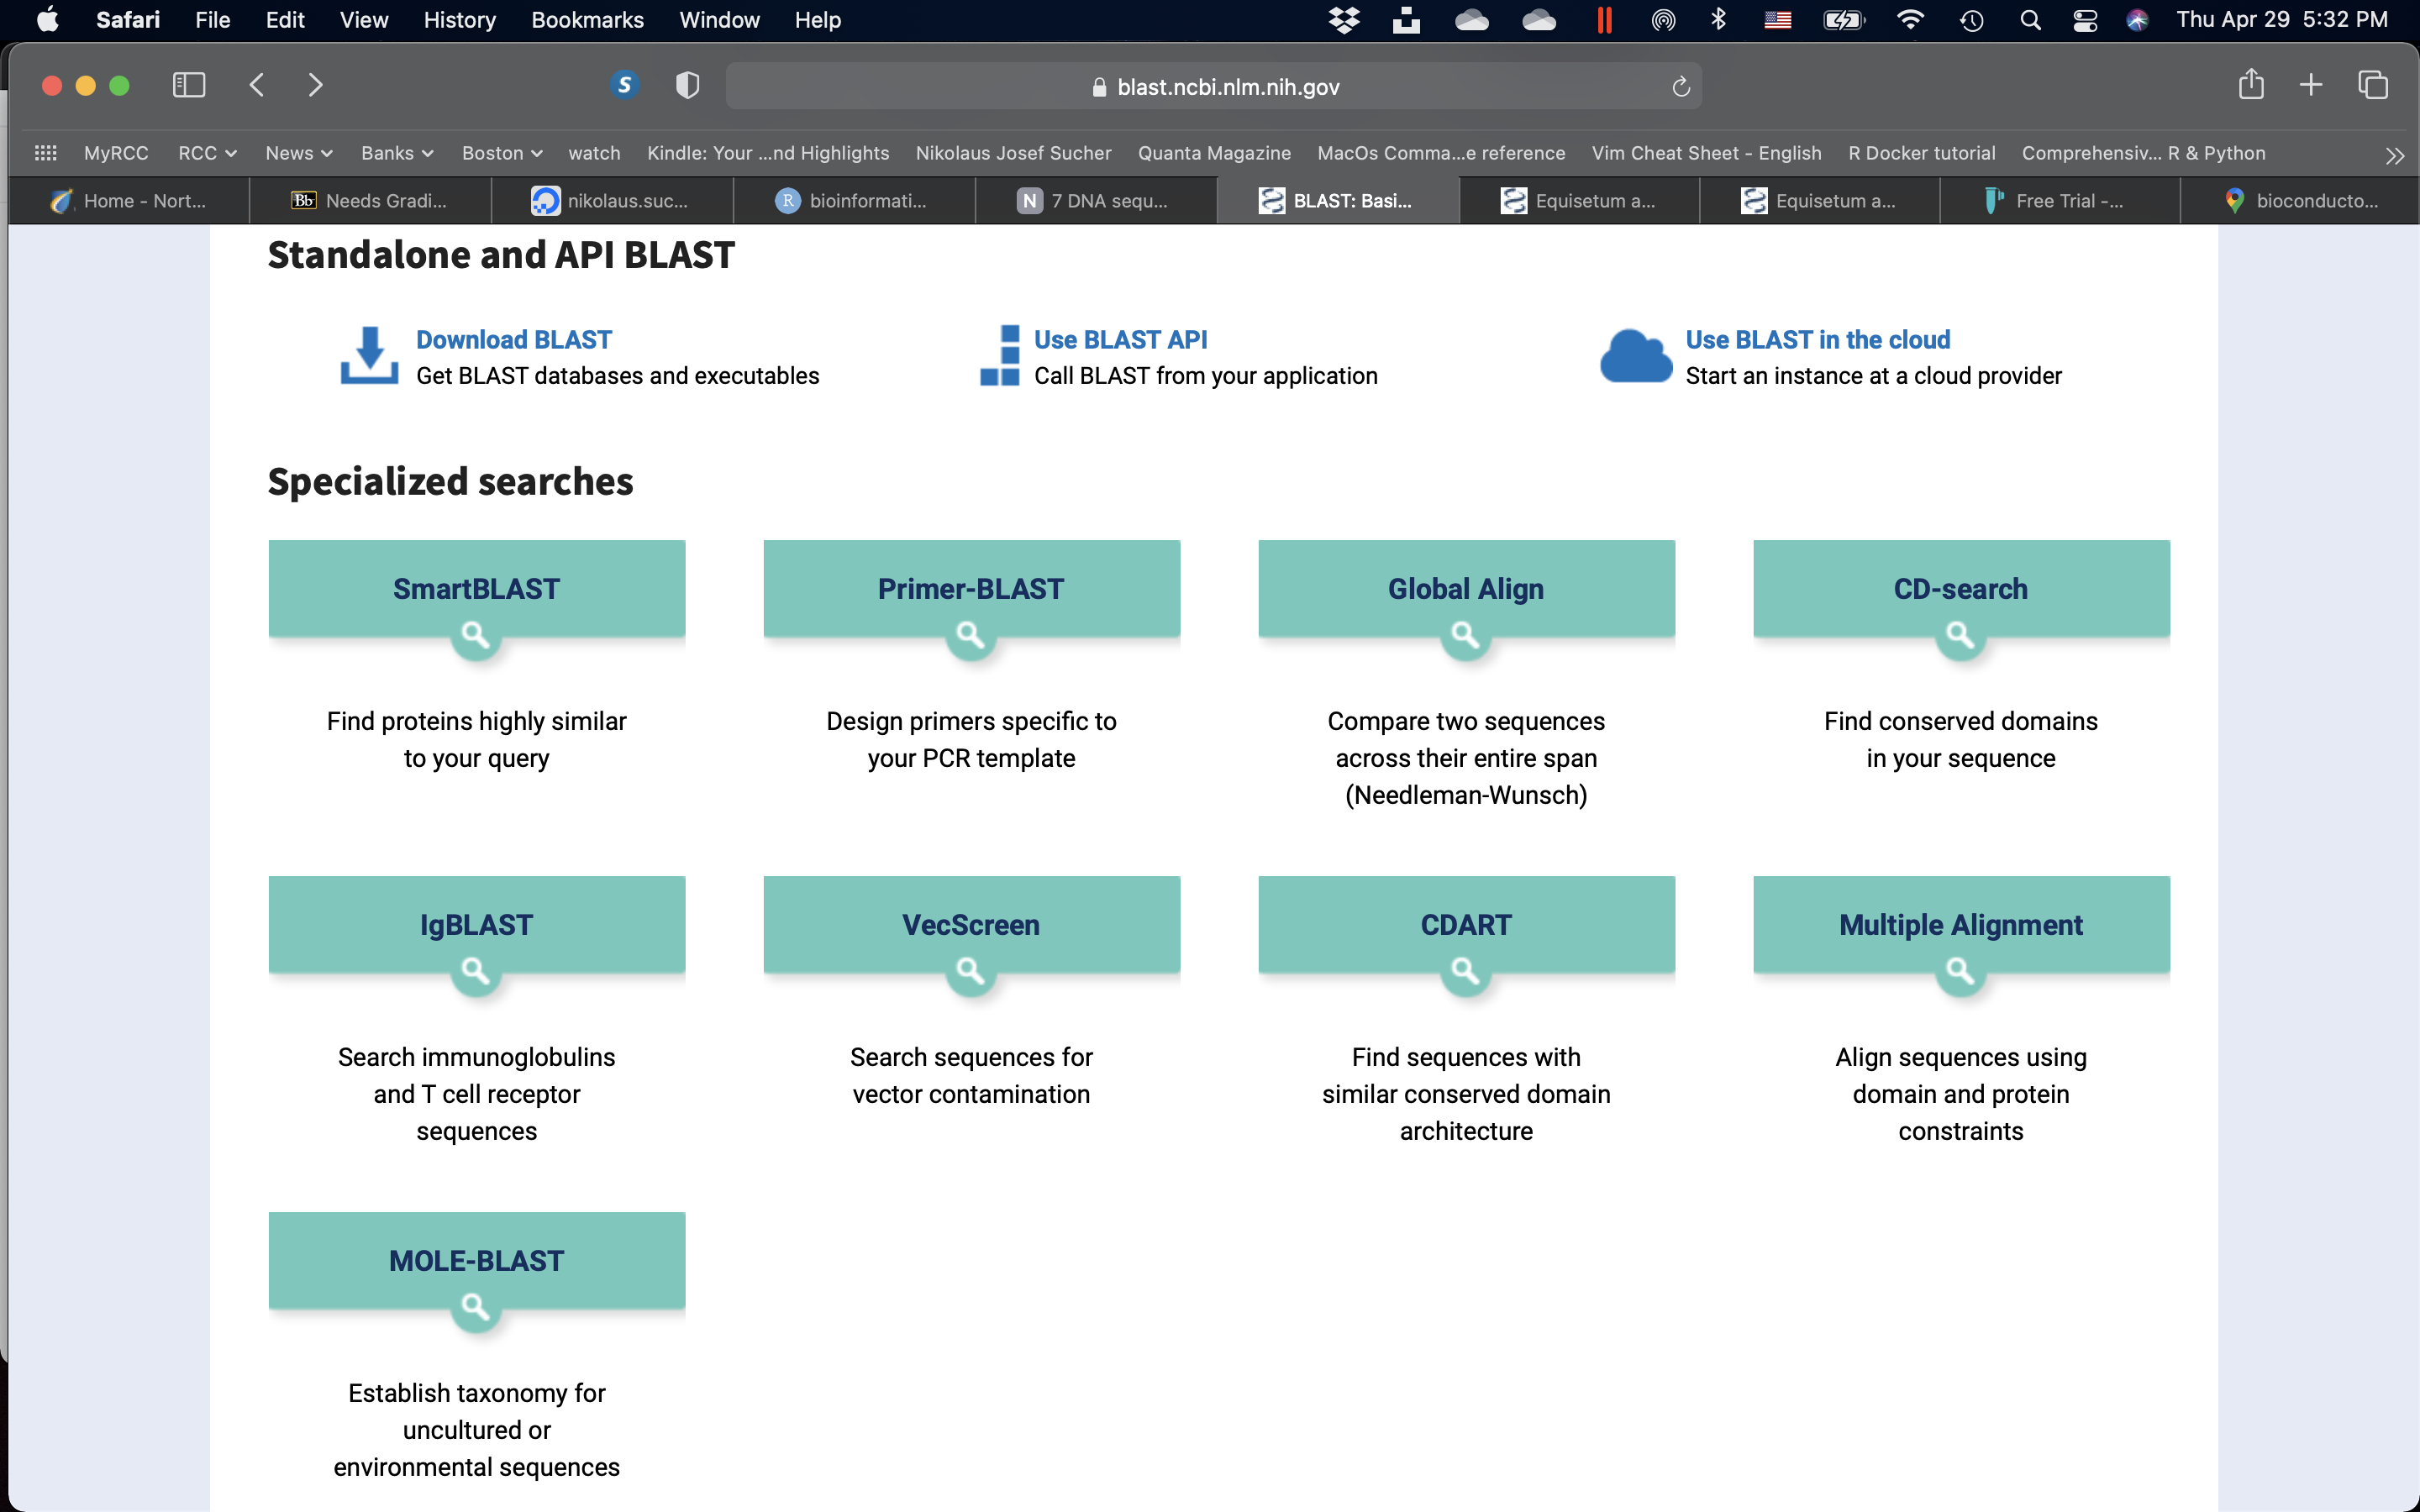 Safari File Edit View History Bookmarks Window Help Thu Apr 29 5:32 PM
S blast.ncbi.nlm.nih.gov
MyRCC RCC News Banks Boston watch Kindle: Your ...nd Highlights Nikolaus Josef Sucher Quanta Magazine MacOs Comma...e reference Vim Cheat Sheet - English R Docker tutorial Comprehensiv... R & Python
Home - Nort... Bb Needs Gradi... nikolaus.suc... R bioinformati... N 7 DNA sequ... BLAST: Basi... Equisetum a... Equisetum a... Free Trial -... bioconducto...
Standalone and API BLAST
Download BLAST
Get BLAST databases and executables
Use BLAST API
Call BLAST from your application
Use BLAST in the cloud
Start an instance at a cloud provider
Specialized searches
SmartBLAST
Find proteins highly similar
to your query
Primer-BLAST
Design primers specific to
your PCR template
Global Align
Compare two sequences
across their entire span
(Needleman-Wunsch)
CD-search
Find conserved domains
in your sequence
IgBLAST
Search immunoglobulins
and T cell receptor
sequences
VecScreen
Search sequences for
vector contamination
CDART
Find sequences with
similar conserved domain
architecture
Multiple Alignment
Align sequences using
domain and protein
constraints
MOLE-BLAST
Establish taxonomy for
uncultured or
environmental sequences